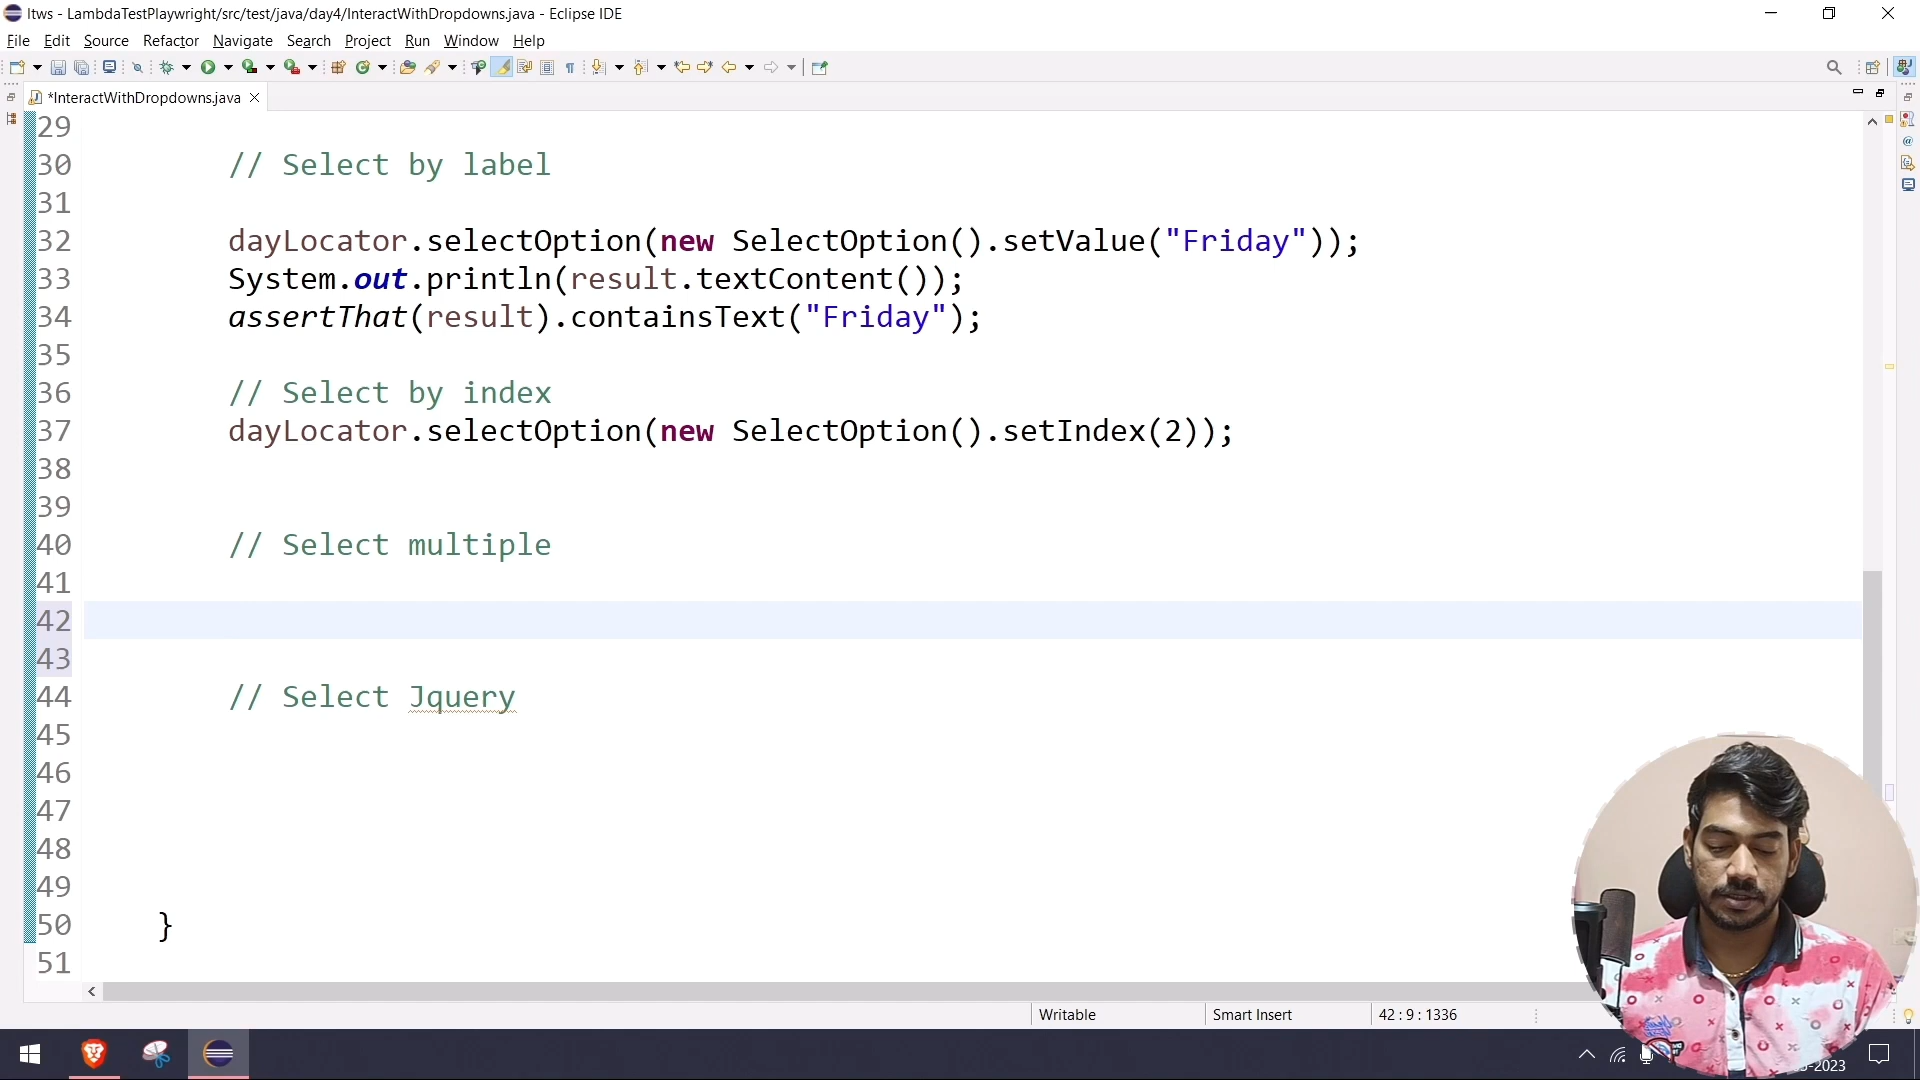 ltws - LambdaTestPlaywright/src/test/java/day4/InteractWithDropdowns.java - Eclipse IDE
File Edit Source Refactor Navigate Search Project Run Window Help
*InteractWithDropdowns.java
29
30 // Select by label
31
32 dayLocator.selectOption(new SelectOption().setValue("Friday"));
33 System.out.println(result.textContent());
34 assertThat(result).containsText("Friday");
35
36 // Select by index
37 dayLocator.selectOption(new SelectOption().setIndex(2));
38
39
40 // Select multiple
41
42
43
44 // Select Jquery
45
46
47
48
49
50 }
51
Writable Smart Insert 42 : 9 : 1336
-2023